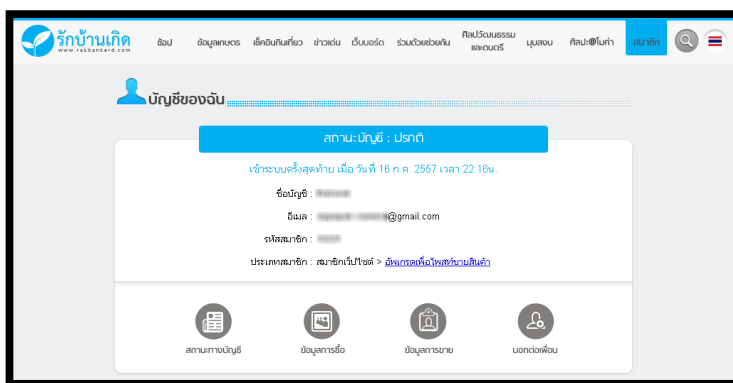 รักบ้านเกิด
www.rakbankerd.com
ช้อป ข้อมูลเกษตร เช็คอินกินเที่ยว ข่าวเด่น เว็บบอร์ด ร่วมด้วยช่วยกัน ศิลปวัฒนธรรมและดนตรี มุมสงบ ศิลปะ@โมค่า สมาชิก
บัญชีของฉัน
สถานะบัญชี : ปรกติ
เข้าระบบครั้งสุดท้าย เมื่อ วันที่ 16 ก.ค. 2557 เวลา 22:16น.
ชื่อบัญชี :
อีเมล : @gmail.com
รหัสสมาชิก :
ประเภทสมาชิก : สมาชิกเว็บไซต์ > อัพเกรดเพื่อโพสท์ขายสินค้า
สถานะทางบัญชี ข้อมูลการซื้อ ข้อมูลการขาย บอกต่อเพื่อน